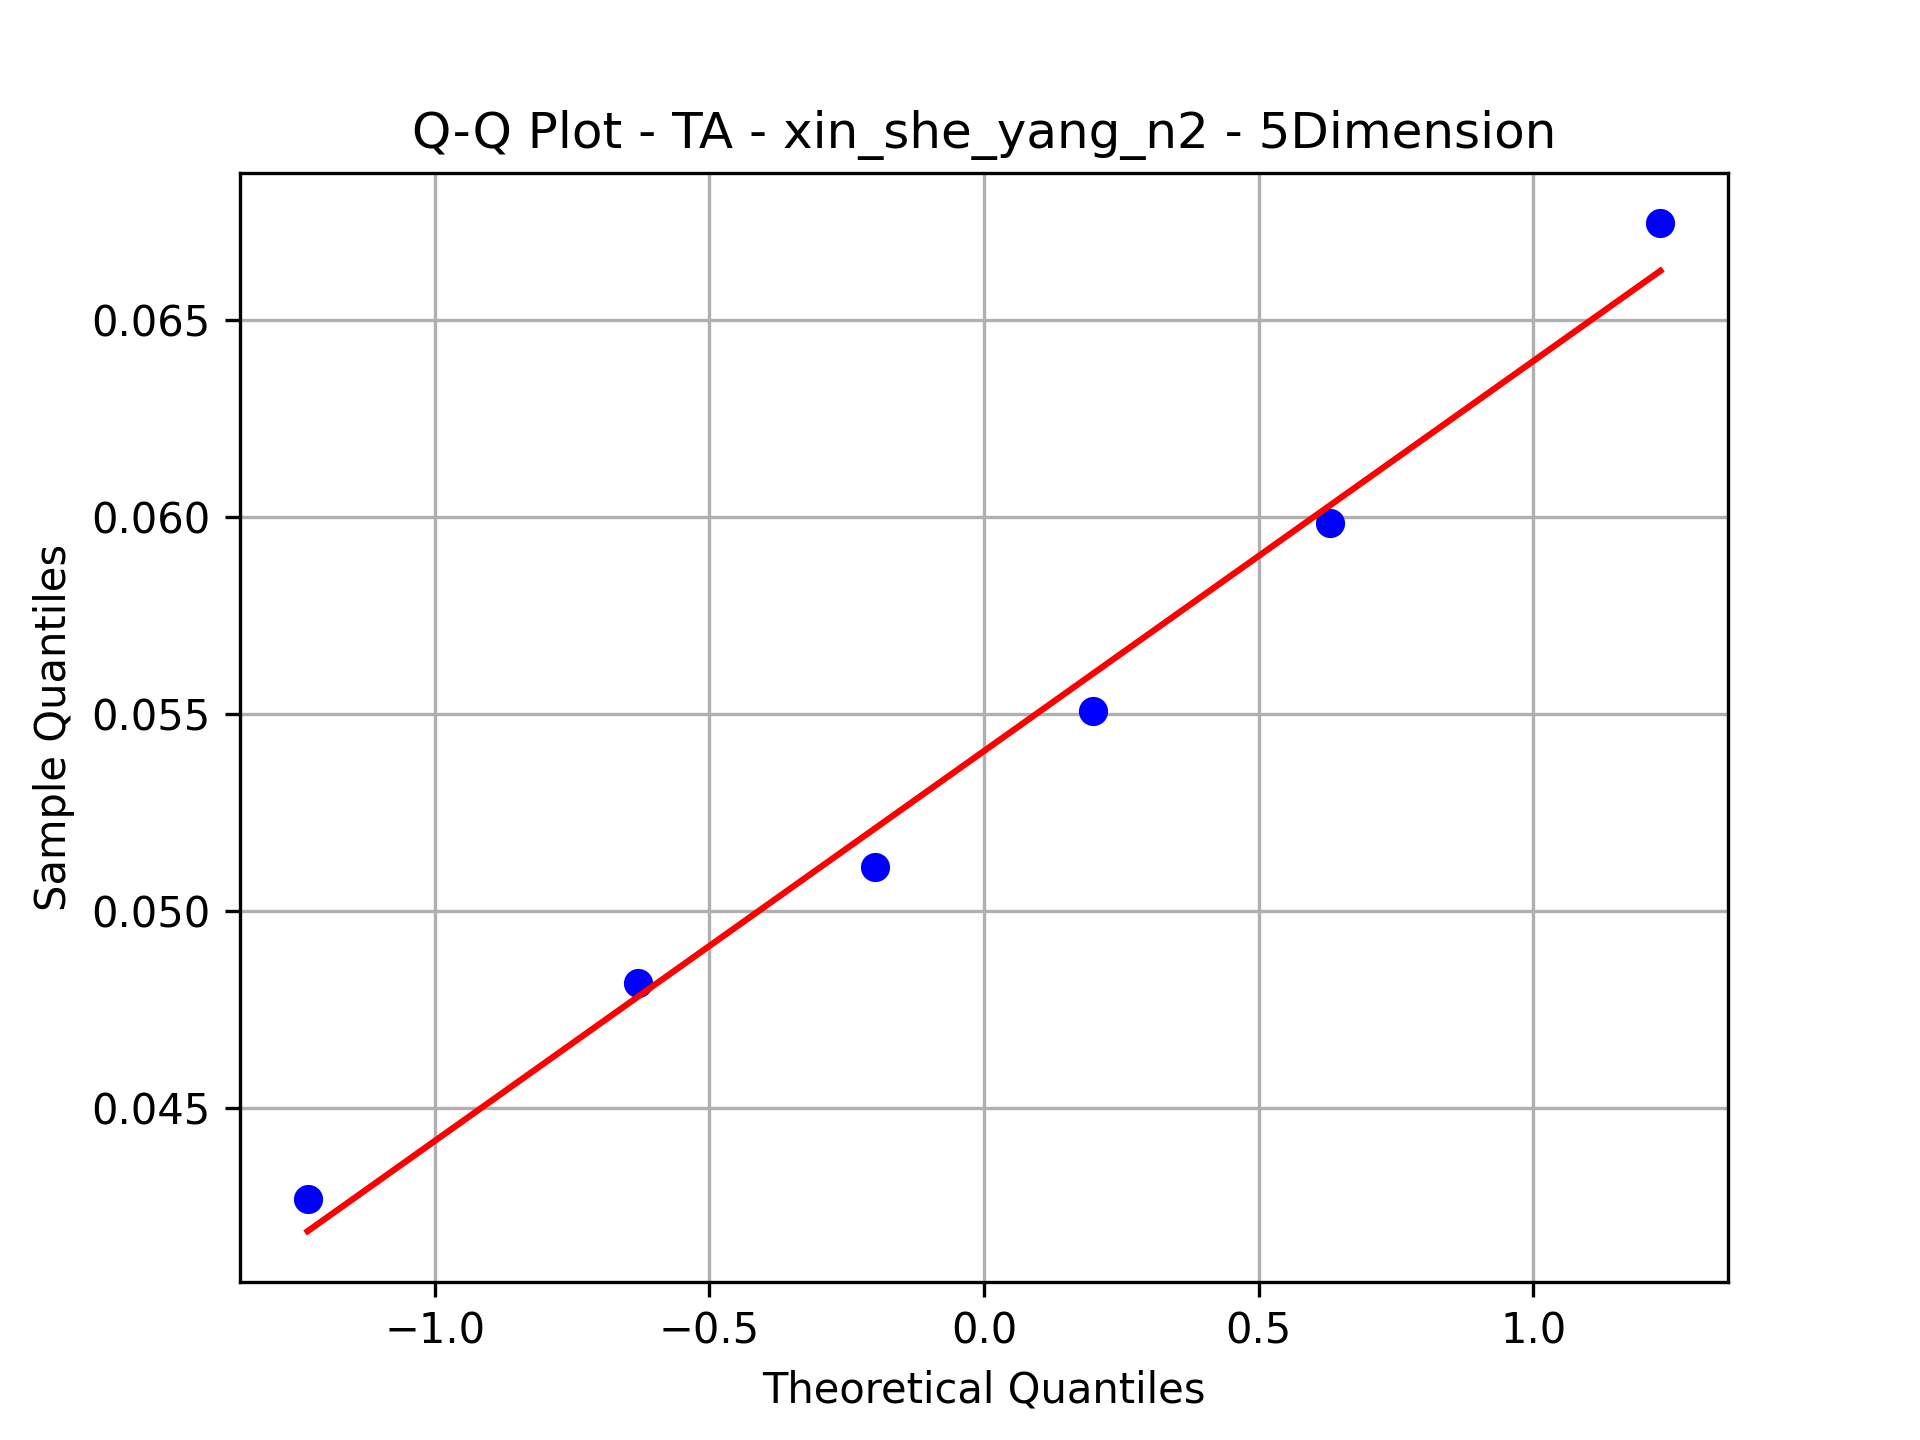 Q-Q Plot - TA - xin_she_yang_n2 - 5Dimension
0.065
0.060
0.055
0.050
0.045
Sample Quantiles
−1.0 −0.5 0.0 0.5 1.0
Theoretical Quantiles